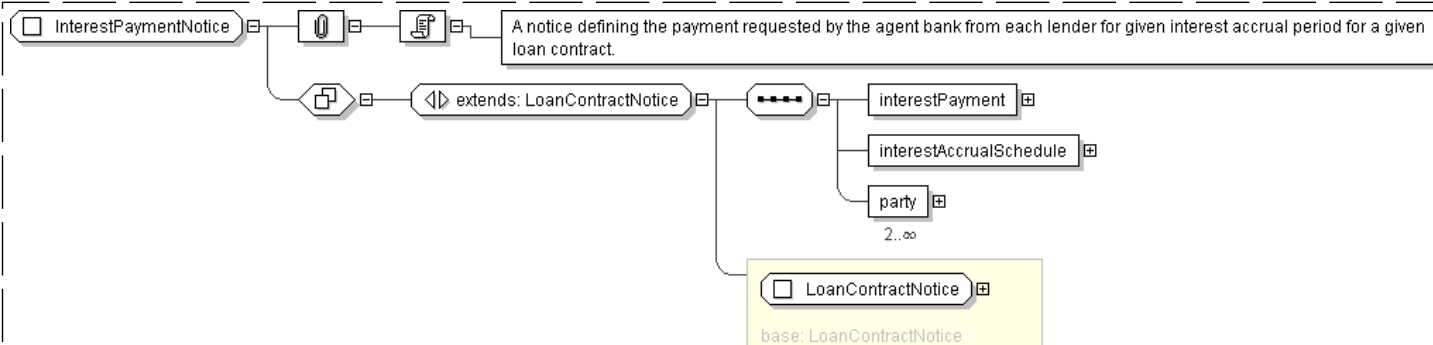 InterestPaymentNotice
A notice defining the payment requested by the agent bank from each lender for given interest accrual period for a given
loan contract.
extends: LoanContractNotice
interestPayment
interestAccrualSchedule
party
2..∞
LoanContractNotice
base: LoanContractNotice